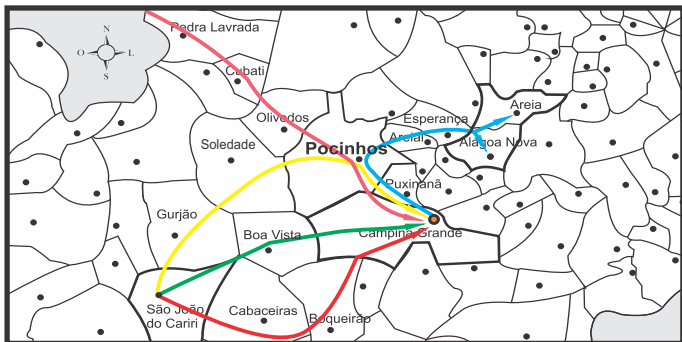 Pedra Lavrada
N
O L
S
Cubati
Areia
Olivedos
Esperança
Areial
Alagoa Nova
Soledade
Pocinhos
Puxinanã
Gurjão
Boa Vista
Campina Grande
São João
do Cariri
Cabaceiras
Boqueirão